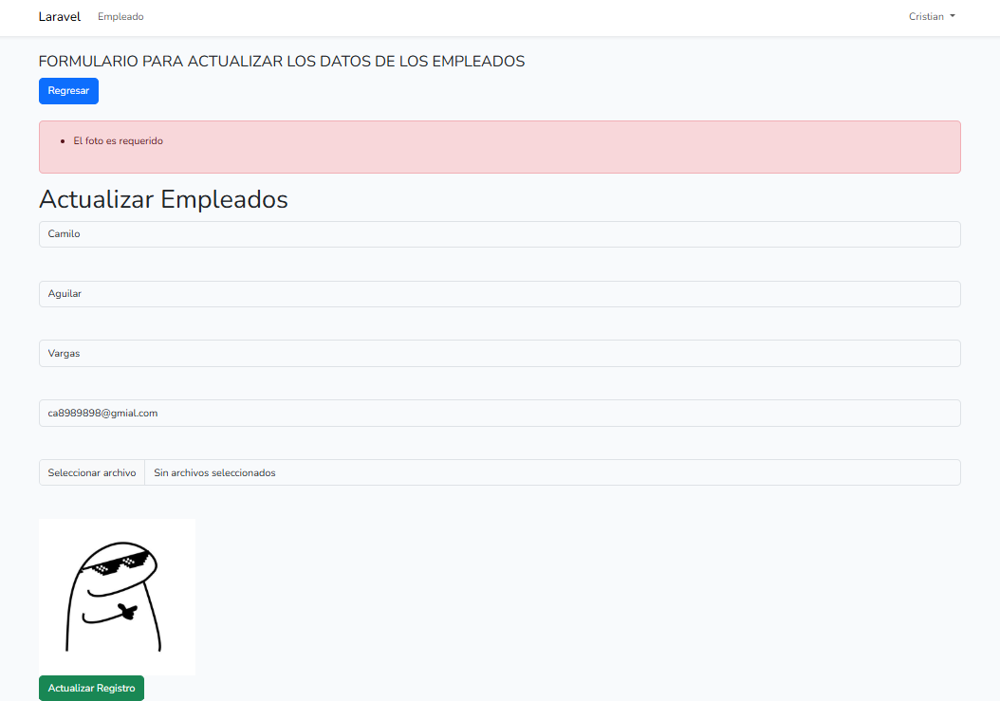 Laravel Empleado Cristian
FORMULARIO PARA ACTUALIZAR LOS DATOS DE LOS EMPLEADOS
Regresar
El foto es requerido
Actualizar Empleados
Camilo
Aguilar
Vargas
ca8989898@gmial.com
Seleccionar archivo Sin archivos seleccionados
Actualizar Registro